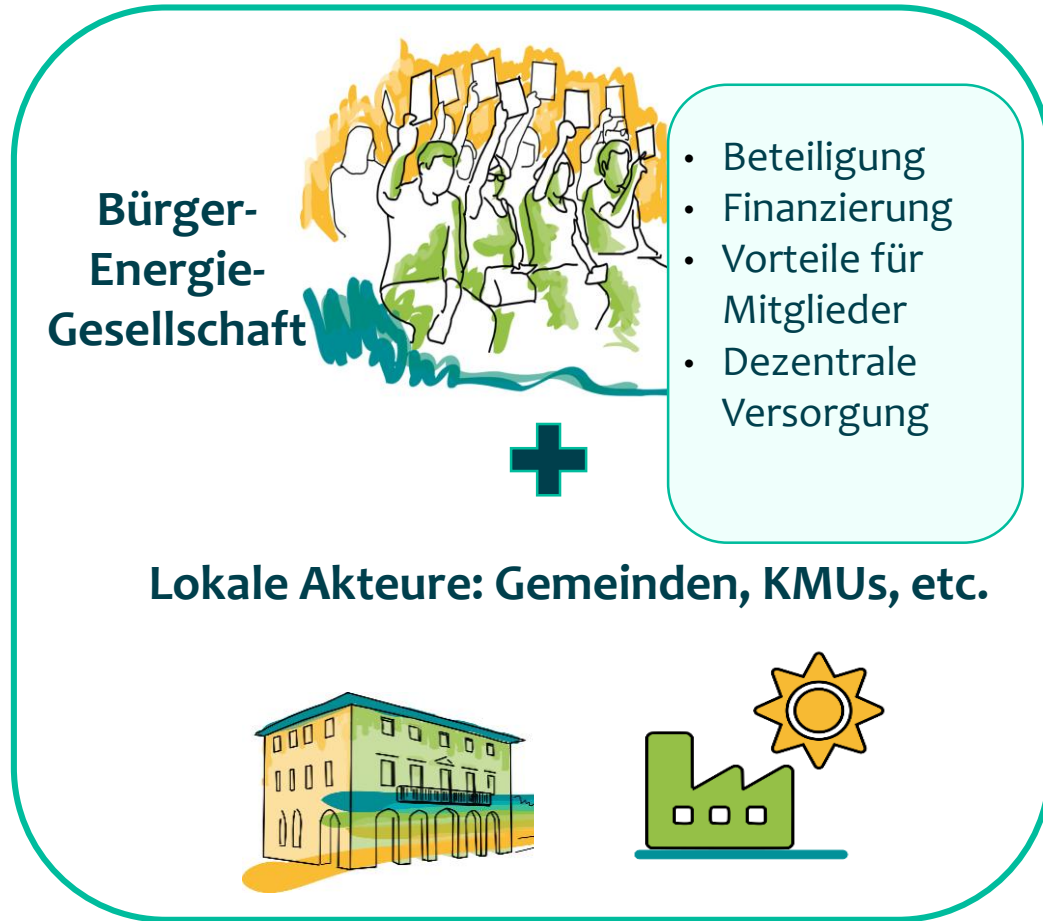 Bürger-
Energie-
Gesellschaft
• Beteiligung
• Finanzierung
• Vorteile für
Mitglieder
• Dezentrale
Versorgung
Lokale Akteure: Gemeinden, KMUs, etc.